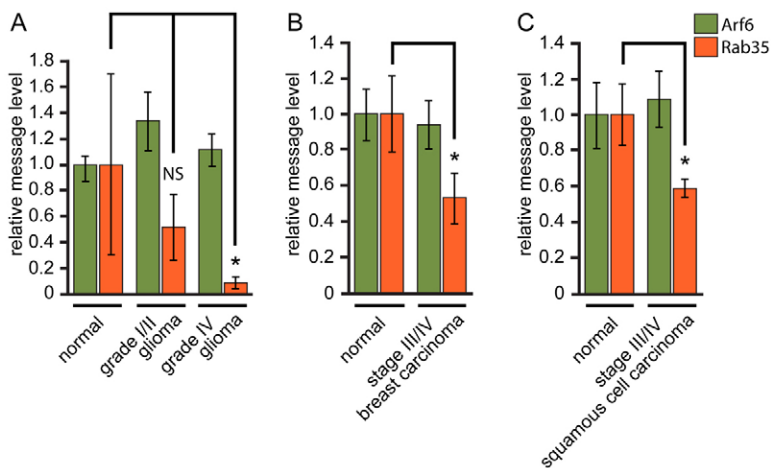 A
relative message level
1.8
1.6
1.4
1.2
1.0
0.8
0.6
0.4
0.2
0
NS
*
normal
grade I/II
glioma
grade IV
glioma
B
relative message level
1.4
1.2
1.0
0.8
0.6
0.4
0.2
0
*
normal
stage III/IV
breast carcinoma
C
relative message level
1.4
1.2
1.0
0.8
0.6
0.4
0.2
0
*
normal
stage III/IV
squamous cell carcinoma
Arf6
Rab35